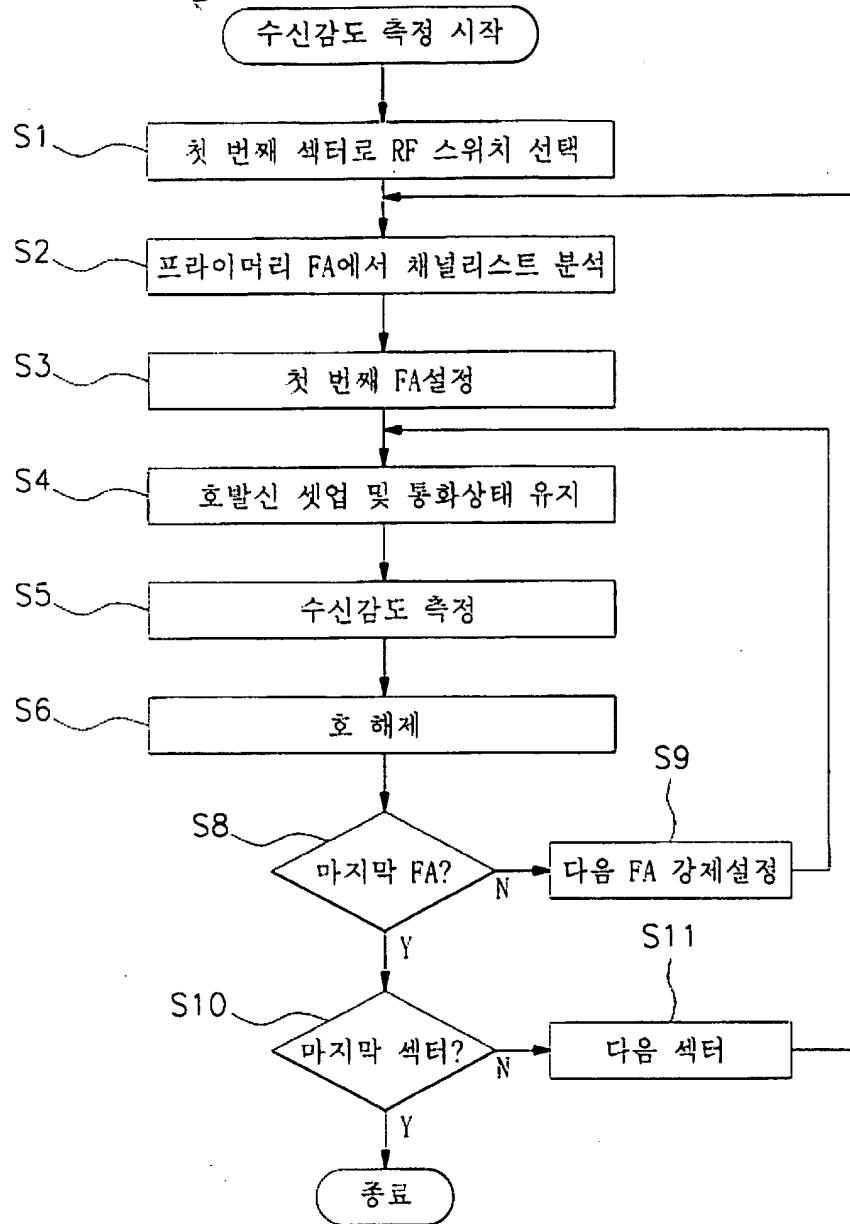 수신감도 측정 시작
S1
첫 번째 섹터로 RF 스위치 선택
S2
프라이머리 FA에서 채널리스트 분석
S3
첫 번째 FA설정
S4
호발신 셋업 및 통화상태 유지
S5
수신감도 측정
S6
호 해제
S8
마지막 FA?
N
S9
다음 FA 강제설정
Y
S10
마지막 섹터?
N
S11
다음 섹터
Y
종료